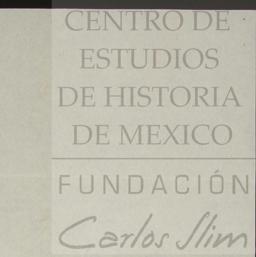 CENTRO DE
ESTUDIOS
DE HISTORIA
DE MEXICO
FUNDACIÓN
Carlos Slim